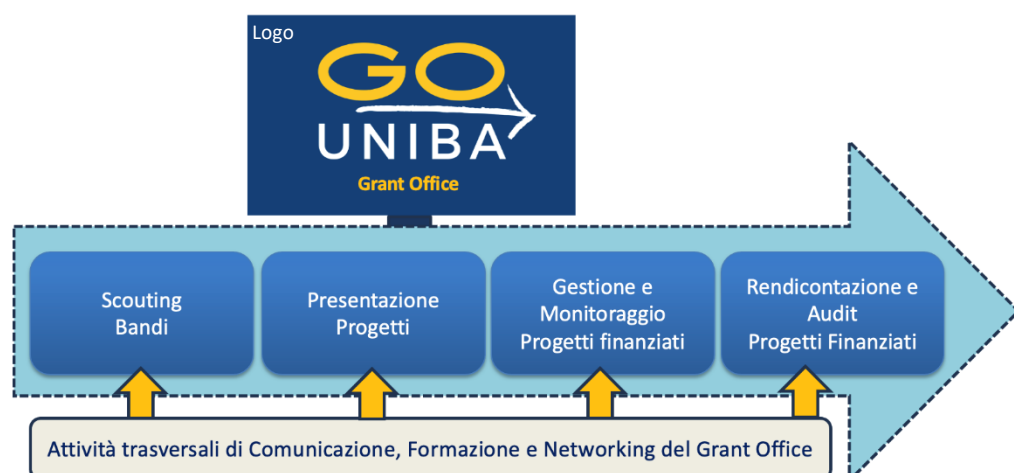 Logo
GO
UNIBA
Grant Office
Scouting
Bandi
Presentazione
Progetti
Gestione e
Monitoraggio
Progetti finanziati
Rendicontazione e
Audit
Progetti Finanziati
Attività trasversali di Comunicazione, Formazione e Networking del Grant Office